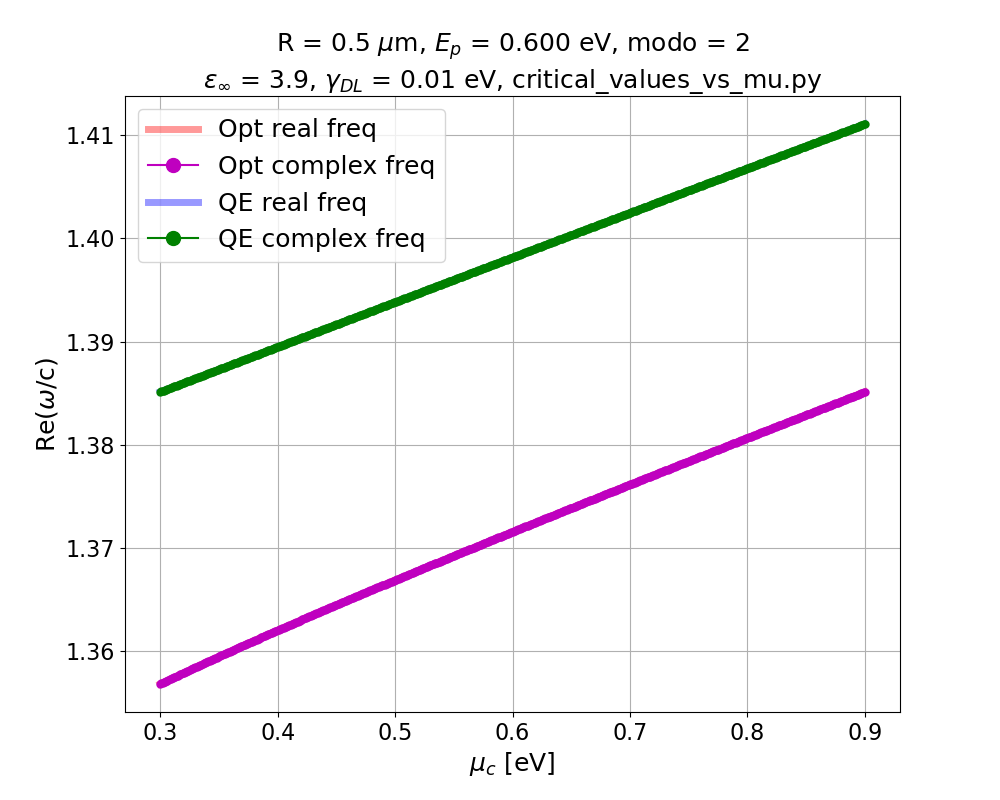 R = 0.5 μm, E_p = 0.600 eV, modo = 2
ε_∞ = 3.9, γ_DL = 0.01 eV, critical_values_vs_mu.py
Opt real freq
Opt complex freq
QE real freq
QE complex freq
1.41
1.40
1.39
1.38
1.37
1.36
Re(ω/c)
0.3 0.4 0.5 0.6 0.7 0.8 0.9
μ_c [eV]